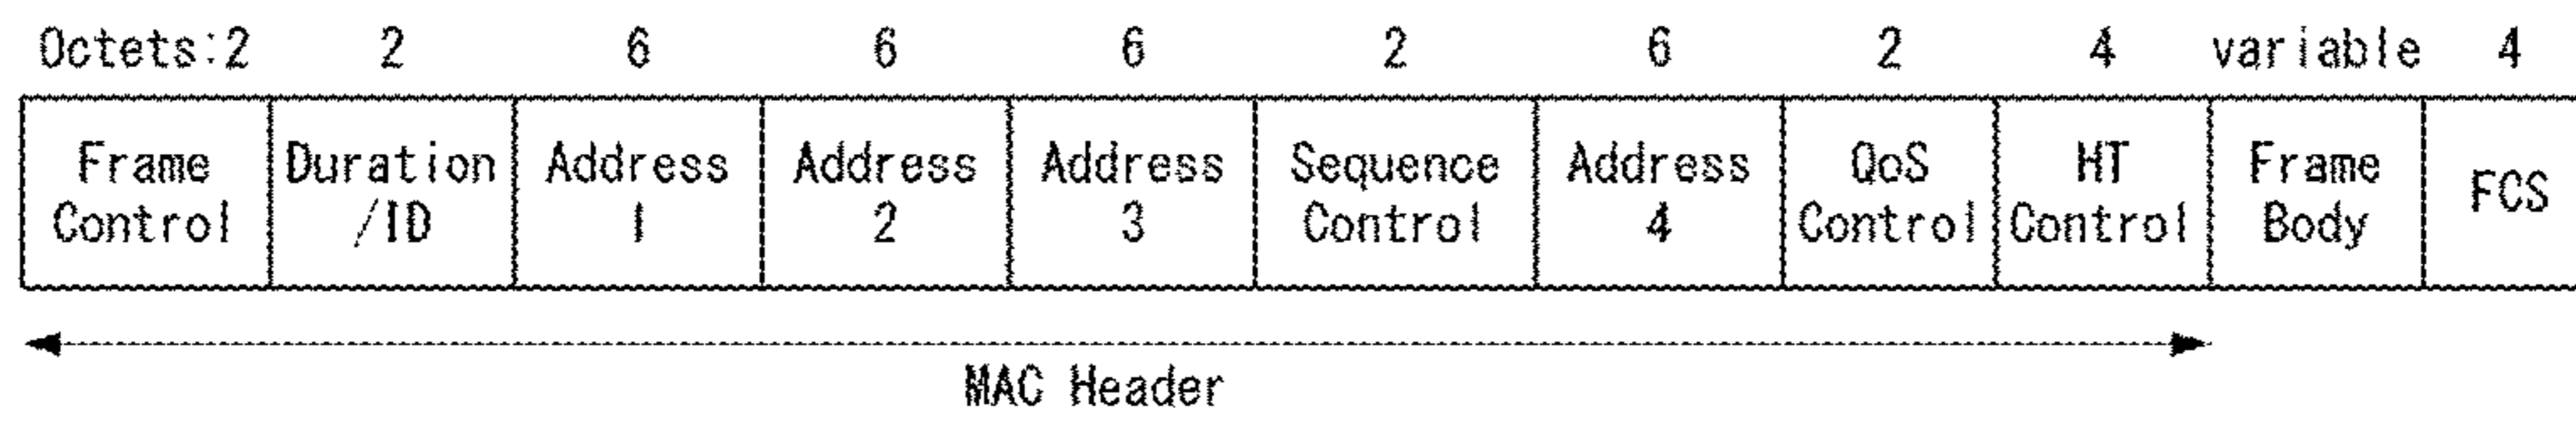 Octets:2 2 6 6 6 2 6 2 4 variable 4
Frame Duration Address Address Address Sequence Address QoS HT Frame FCS
Control /ID 1 2 3 Control 4 Control Control Body
MAC Header